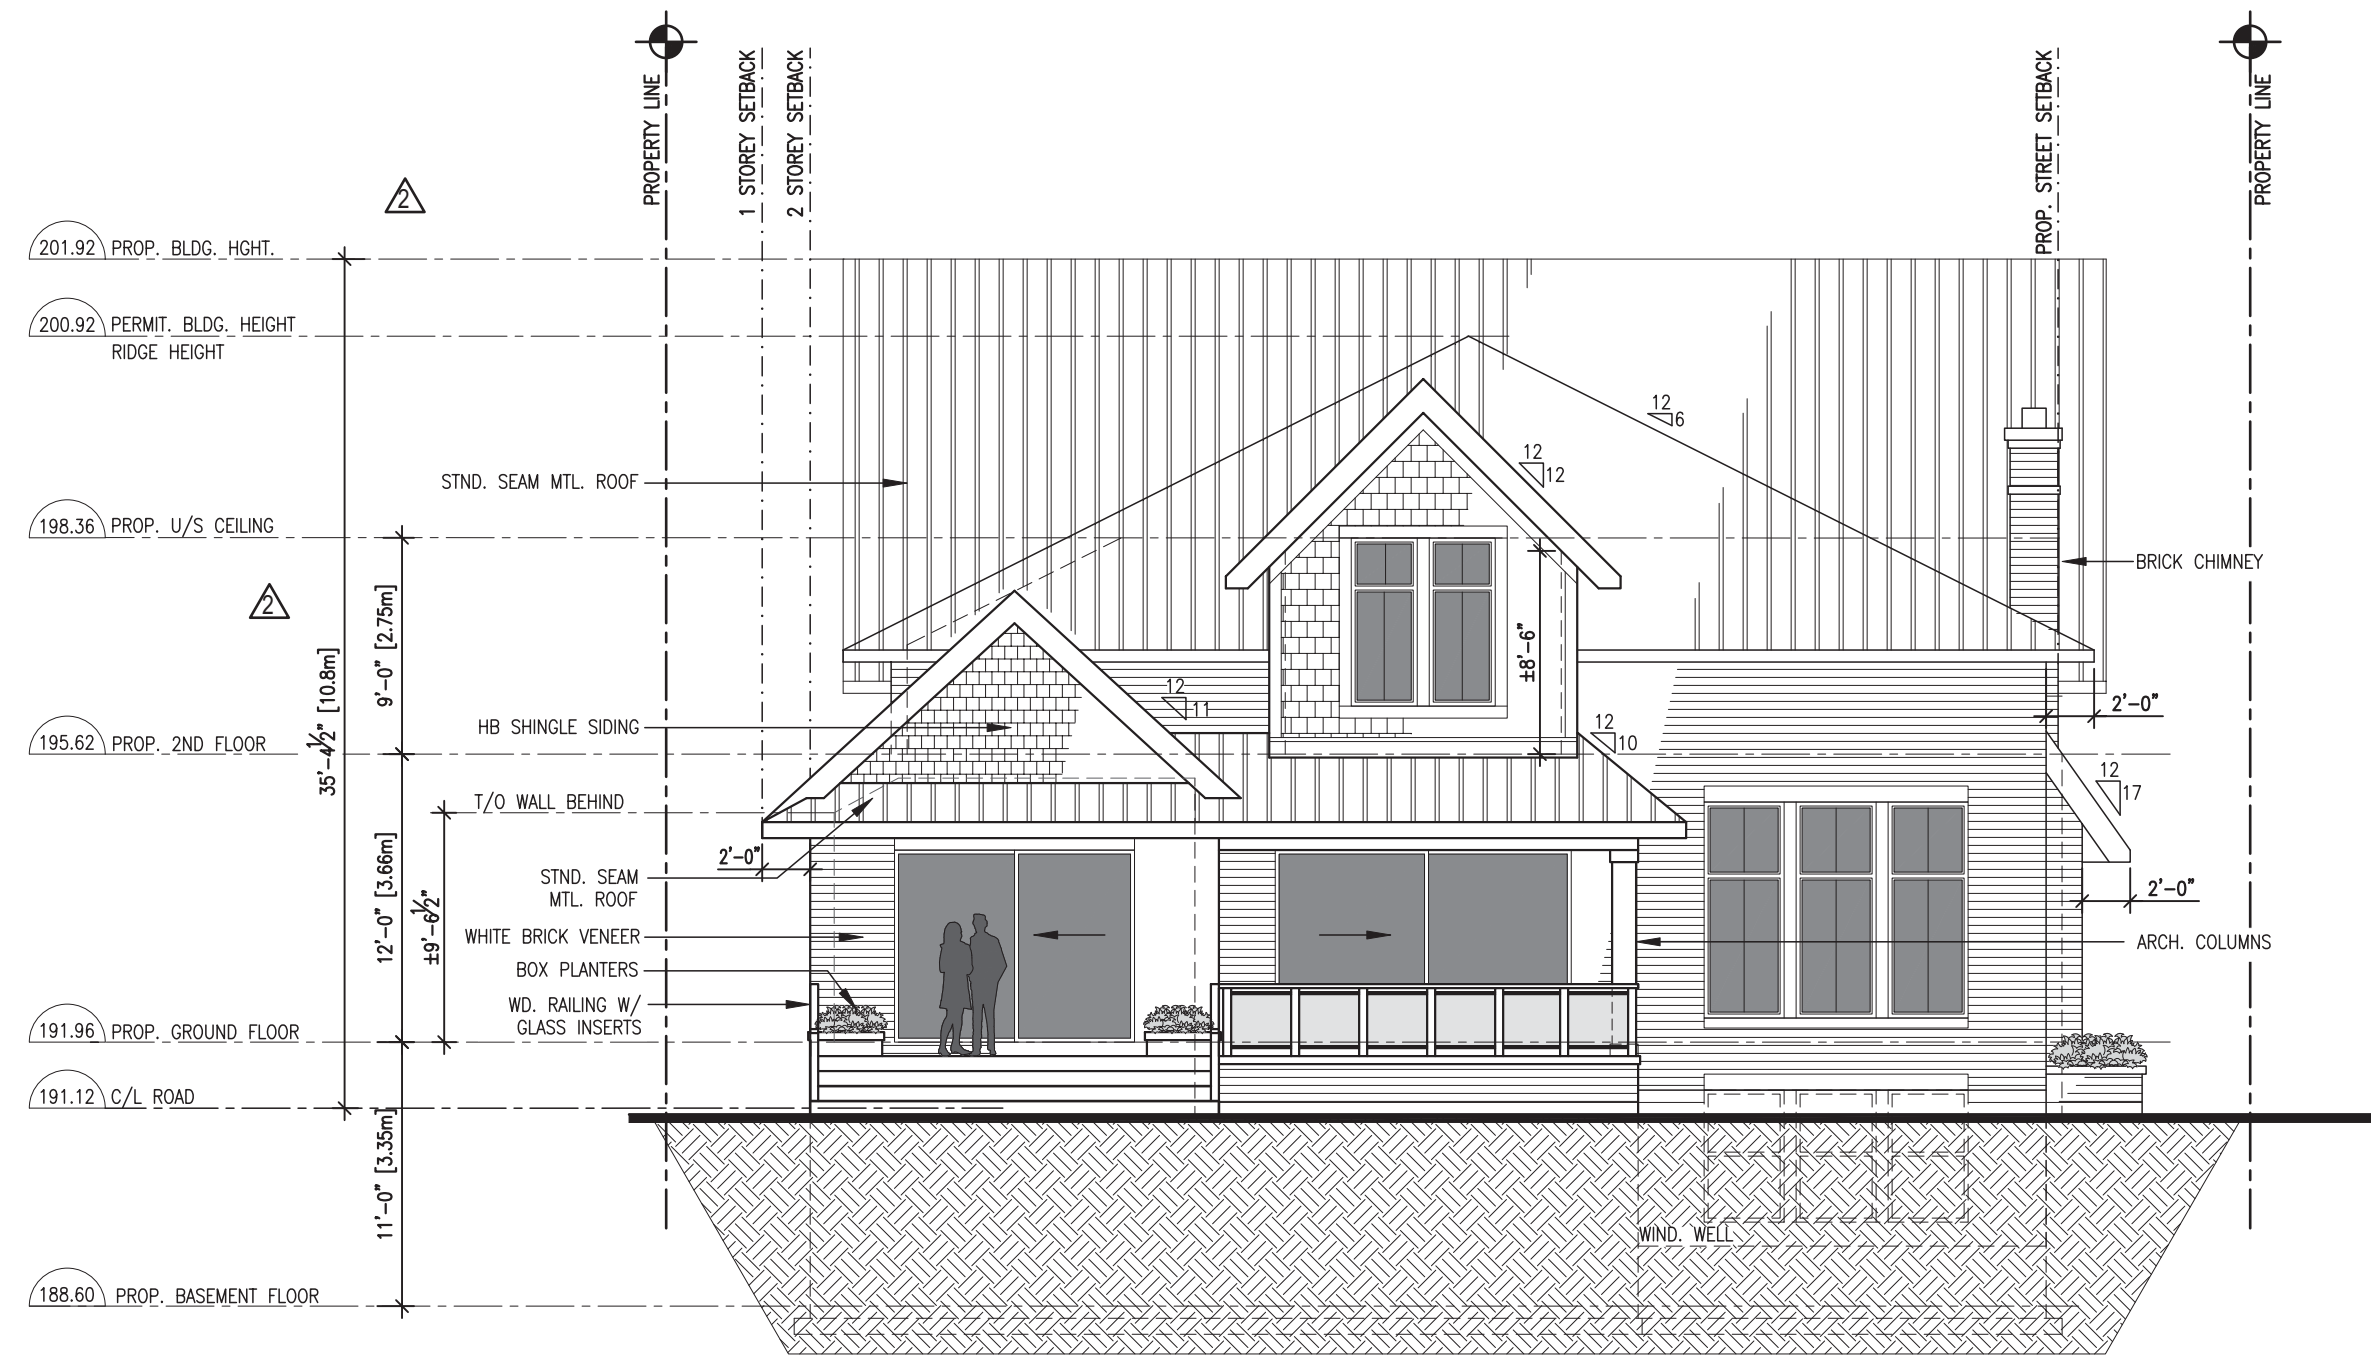 PROPERTY LINE
1 STOREY SETBACK
2 STOREY SETBACK
PROP. STREET SETBACK
PROPERTY LINE
2
201.92 PROP. BLDG. HGHT.
200.92 PERMIT. BLDG. HEIGHT
RIDGE HEIGHT
12
6
12
12
STND. SEAM MTL. ROOF
198.36 PROP. U/S CEILING
BRICK CHIMNEY
2
9'-0" [2.75m]
35'-4 1/2" [10.8m]
±8'-6"
12
11
2'-0"
HB SHINGLE SIDING
12
10
195.62 PROP. 2ND FLOOR
12
17
T/O WALL BEHIND
2'-0"
12'-0" [3.66m]
±9'-6 1/2"
STND. SEAM
MTL. ROOF
2'-0"
WHITE BRICK VENEER
ARCH. COLUMNS
BOX PLANTERS
WD. RAILING W/
GLASS INSERTS
191.96 PROP. GROUND FLOOR
191.12 C/L ROAD
11'-0" [3.35m]
WIND. WELL
188.60 PROP. BASEMENT FLOOR